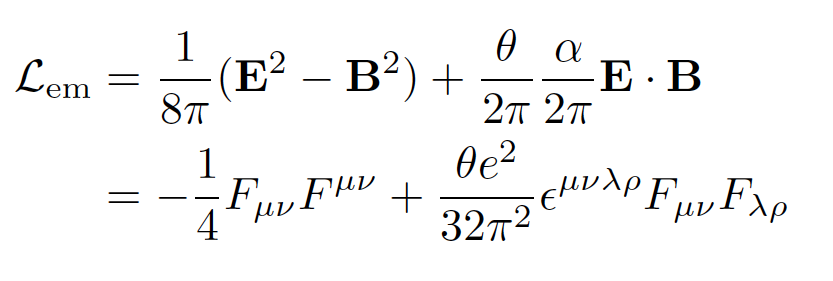 $\mathcal{L}_{\mathrm{em}} = \frac{1}{8\pi}(\mathbf{E}^2 - \mathbf{B}^2) + \frac{\theta}{2\pi}\frac{\alpha}{2\pi}\mathbf{E} \cdot \mathbf{B}$
$= -\frac{1}{4}F_{\mu\nu}F^{\mu\nu} + \frac{\theta e^2}{32\pi^2}\epsilon^{\mu\nu\lambda\rho}F_{\mu\nu}F_{\lambda\rho}$